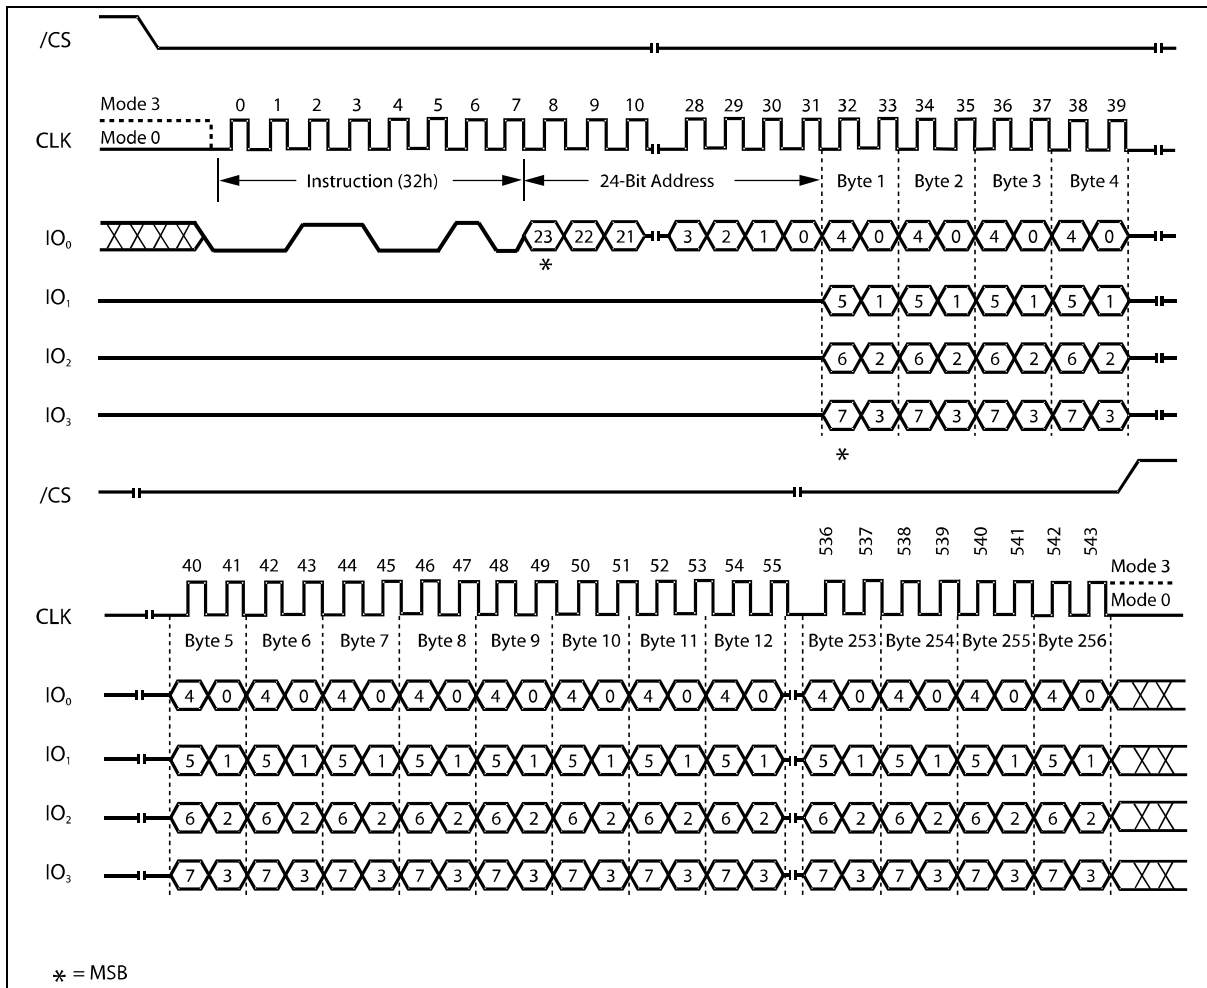 /CS
Mode 3
0 1 2 3 4 5 6 7 8 9 10 28 29 30 31 32 33 34 35 36 37 38 39
CLK
Mode 0
Instruction (32h) 24-Bit Address Byte 1 Byte 2 Byte 3 Byte 4
IO₀ 23 22 21 3 2 1 0 4 0 4 0 4 0 4 0
*
IO₁ 5 1 5 1 5 1 5 1
IO₂ 6 2 6 2 6 2 6 2
IO₃ 7 3 7 3 7 3 7 3
*
/CS
40 41 42 43 44 45 46 47 48 49 50 51 52 53 54 55 536 537 538 539 540 541 542 543
Mode 3
CLK
Mode 0
Byte 5 Byte 6 Byte 7 Byte 8 Byte 9 Byte 10 Byte 11 Byte 12 Byte 253 Byte 254 Byte 255 Byte 256
IO₀ 4 0 4 0 4 0 4 0 4 0 4 0 4 0 4 0 4 0 4 0 4 0 4 0
IO₁ 5 1 5 1 5 1 5 1 5 1 5 1 5 1 5 1 5 1 5 1 5 1 5 1
IO₂ 6 2 6 2 6 2 6 2 6 2 6 2 6 2 6 2 6 2 6 2 6 2 6 2
IO₃ 7 3 7 3 7 3 7 3 7 3 7 3 7 3 7 3 7 3 7 3 7 3 7 3
* = MSB